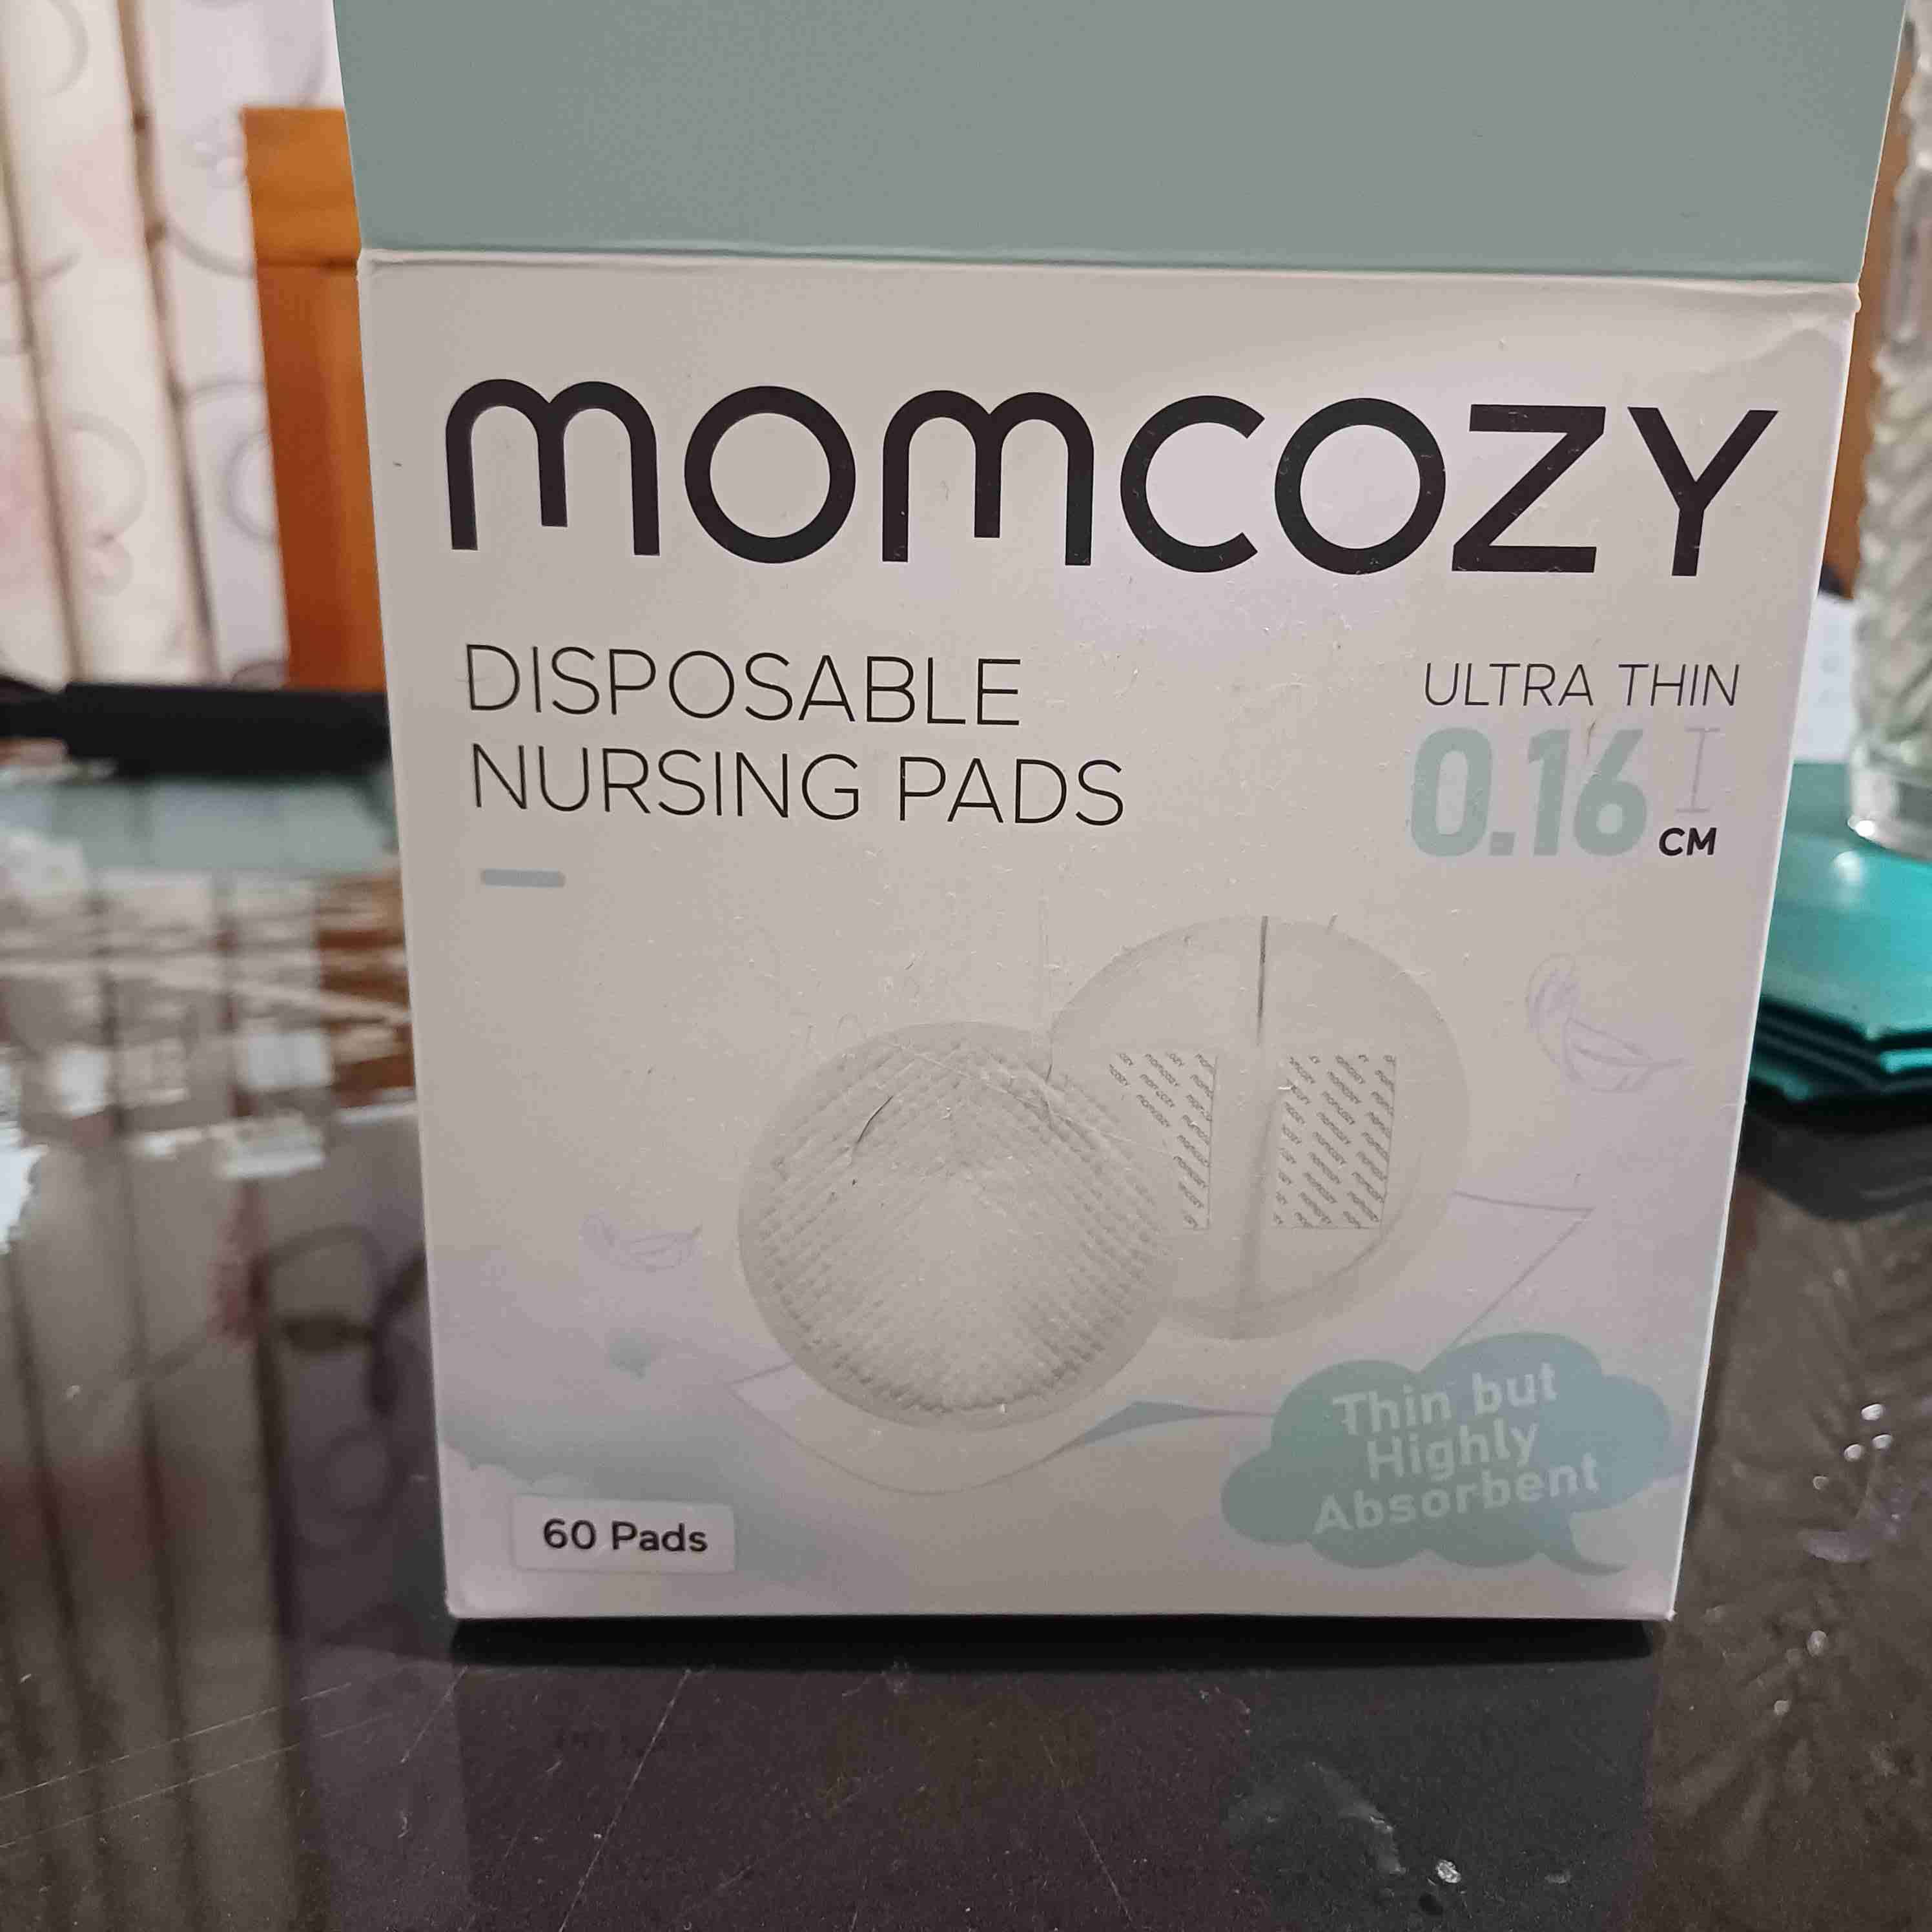 momcozy
DISPOSABLE
NURSING PADS
ULTRA THIN
0.16
CM
Thin but
Highly
Absorbent
60 Pads